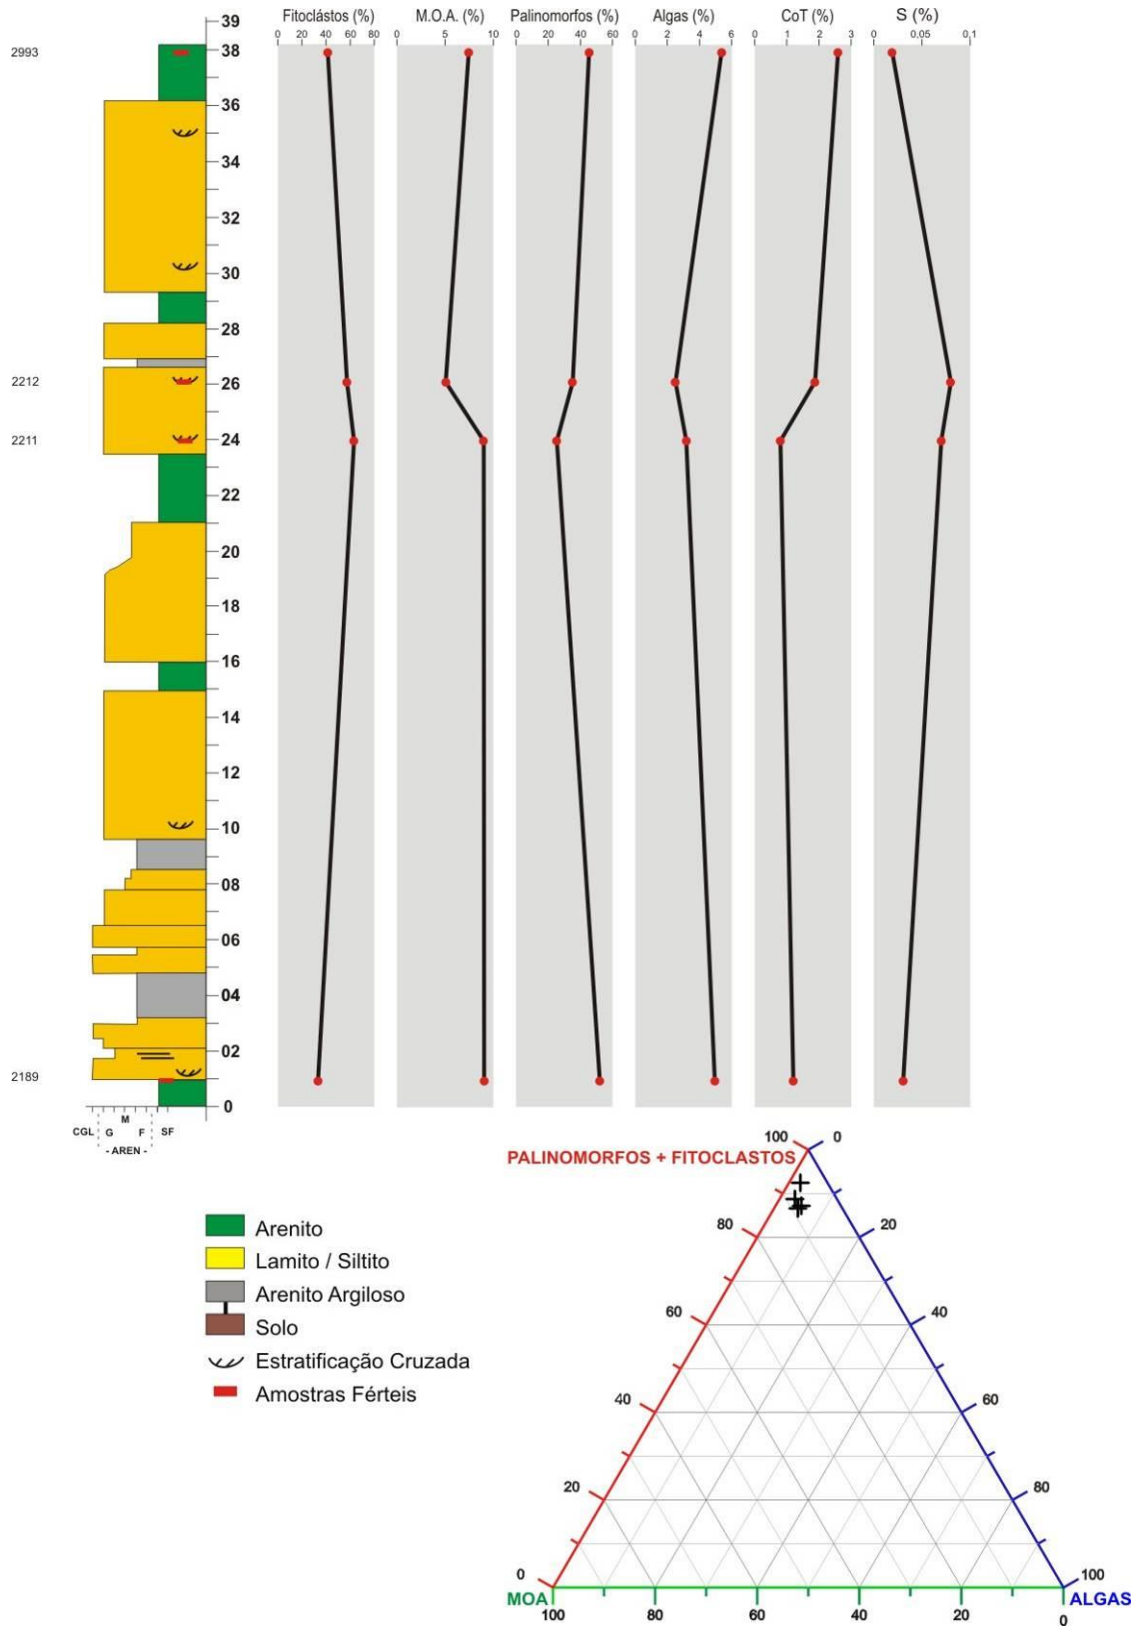 Fitoclástos (%) M.O.A. (%) Palinomorfos (%) Algas (%) CoT (%) S (%)
0 20 40 60 80 0 5 10 0 20 40 60 0 2 4 6 0 1 2 3 0 0,05 0,1
39
2993 38
36
34
32
30
28
2212 26
2211 24
22
20
18
16
14
12
10
08
06
04
02
2189
0
M
CGL G F SF
- AREN -
100 0
PALINOMORFOS + FITOCLASTOS
80 20
60 40
40 60
20 80
0 100
MOA ALGAS
100 80 60 40 20 0
Arenito
Lamito / Siltito
Arenito Argiloso
Solo
Estratificação Cruzada
Amostras Férteis